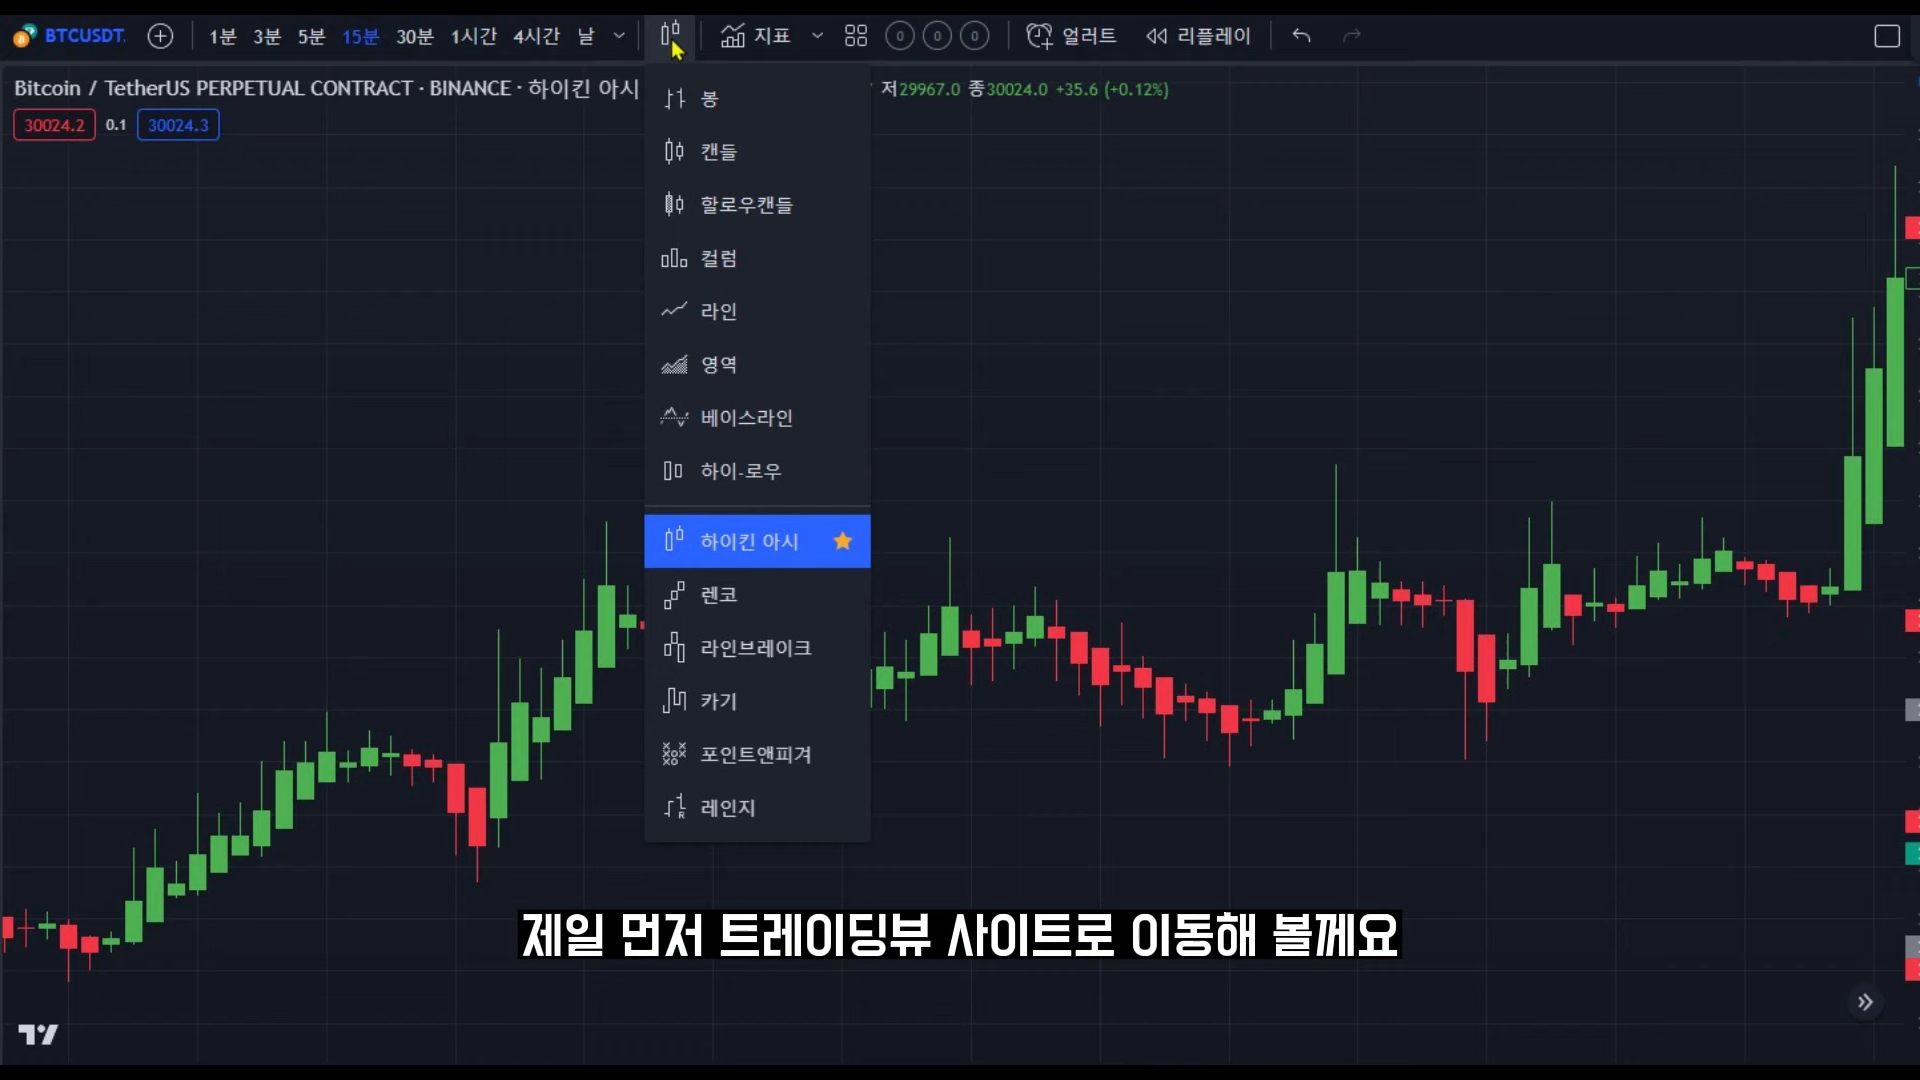 BTCUSDT. 1분 3분 5분 15분 30분 1시간 4시간 날 지표 0 0 0 얼러트 리플레이
Bitcoin / TetherUS PERPETUAL CONTRACT · BINANCE · 하이킨 아시 저29967.0 종30024.0 +35.6 (+0.12%)
30024.2 0.1 30024.3
봉
캔들
할로우캔들
컬럼
라인
영역
베이스라인
하이-로우
하이킨 아시
렌코
라인브레이크
카기
포인트앤피겨
레인지
제일 먼저 트레이딩뷰 사이트로 이동해 볼께요